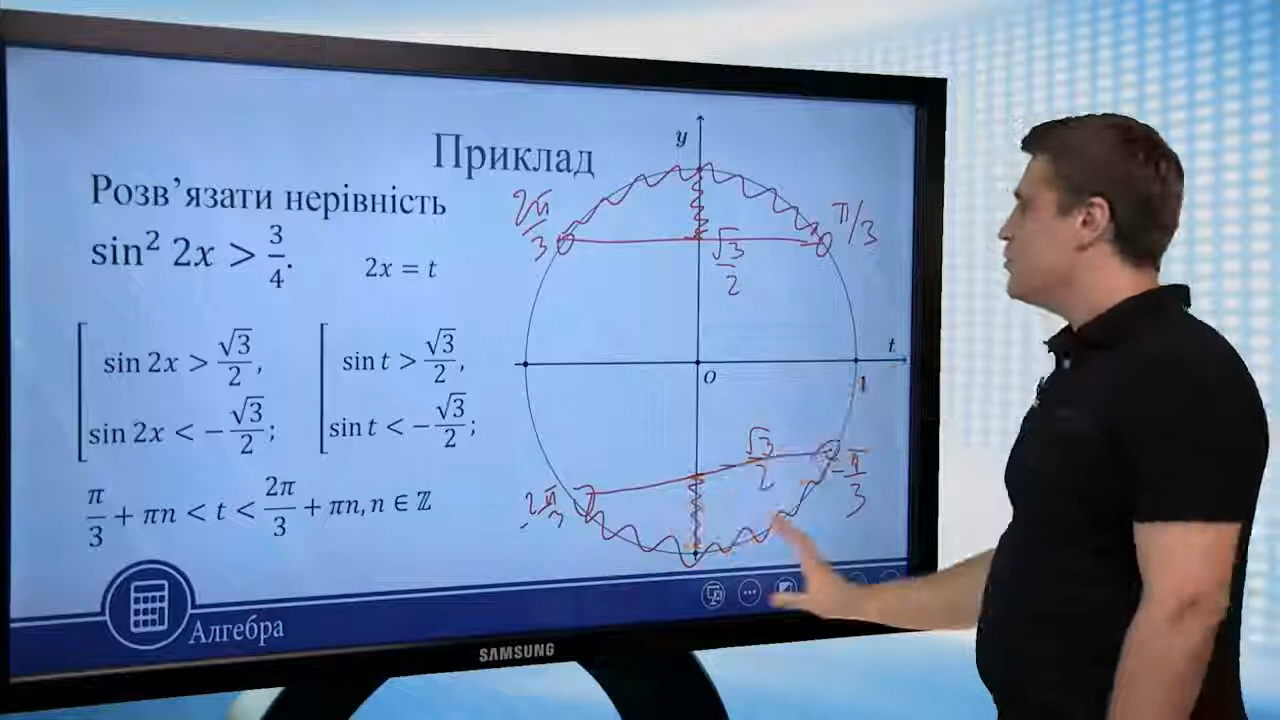 Приклад
Розв’язати нерівність
sin² 2x > 3/4.
2x = t
sin 2x > √3/2,
sin 2x < −√3/2;
sin t > √3/2,
sin t < −√3/2;
π/3 + πn < t < 2π/3 + πn, n ∈ ℤ
y
2π/3
π/3
√3/2
t
O
1
√3/2
-2π/3
-π/3
Алгебра
SAMSUNG